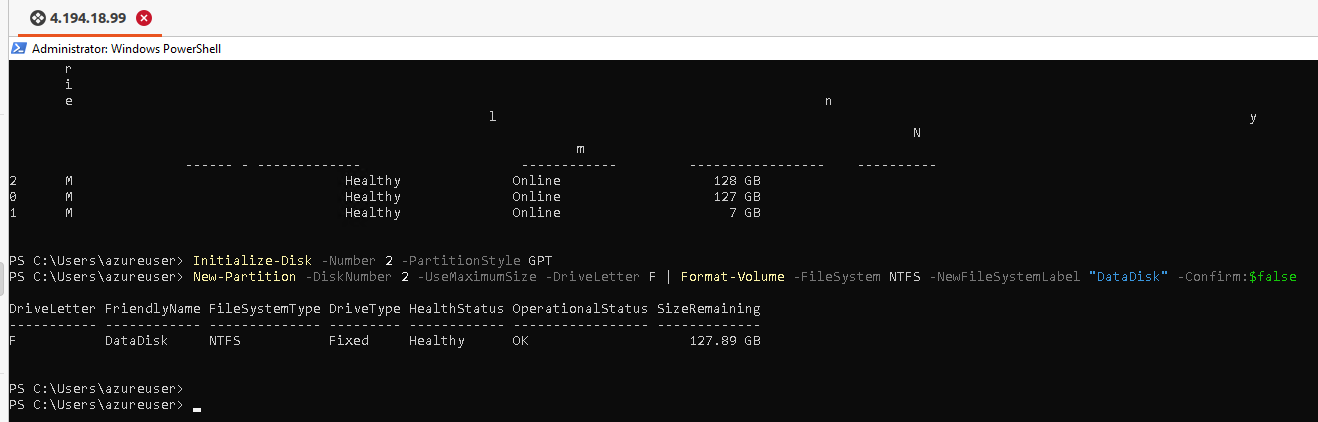 4.194.18.99
Administrator: Windows PowerShell
r
i
e n
l y
N
m
------ - ------------- ------------ ----------------- ----------
2 M Healthy Online 128 GB
0 M Healthy Online 127 GB
1 M Healthy Online 7 GB
PS C:\Users\azureuser> Initialize-Disk -Number 2 -PartitionStyle GPT
PS C:\Users\azureuser> New-Partition -DiskNumber 2 -UseMaximumSize -DriveLetter F | Format-Volume -FileSystem NTFS -NewFileSystemLabel "DataDisk" -Confirm:$false
DriveLetter FriendlyName FileSystemType DriveType HealthStatus OperationalStatus SizeRemaining
----------- ------------ -------------- --------- ------------ ----------------- -------------
F DataDisk NTFS Fixed Healthy OK 127.89 GB
PS C:\Users\azureuser>
PS C:\Users\azureuser>